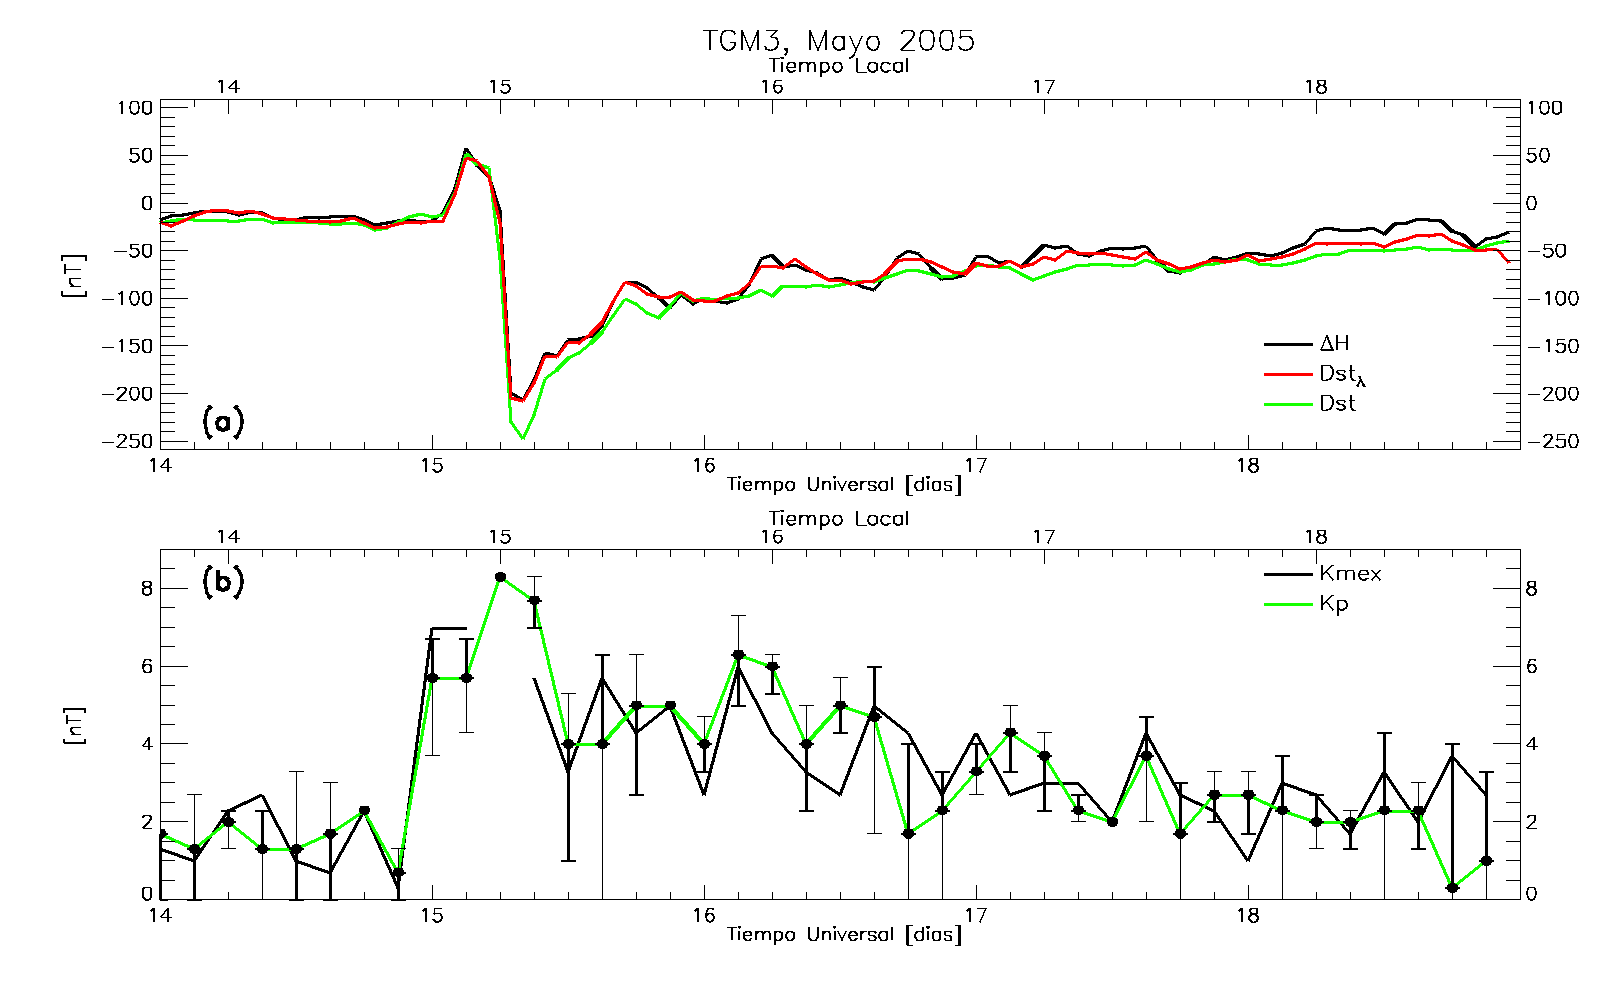 TGM3, Mayo 2005
Tiempo Local
14 15 16 17 18
100 100
50 50
0 0
−50 −50
−100 −100
−150 −150
−200 −200
−250 −250
[nT]
ΔH
Dstλ
Dst
(a)
14 15 16 17 18
Tiempo Universal [dias]
Tiempo Local
14 15 16 17 18
(b)
Kmex
Kp
8 8
6 6
4 4
2 2
0 0
[nT]
14 15 16 17 18
Tiempo Universal [dias]